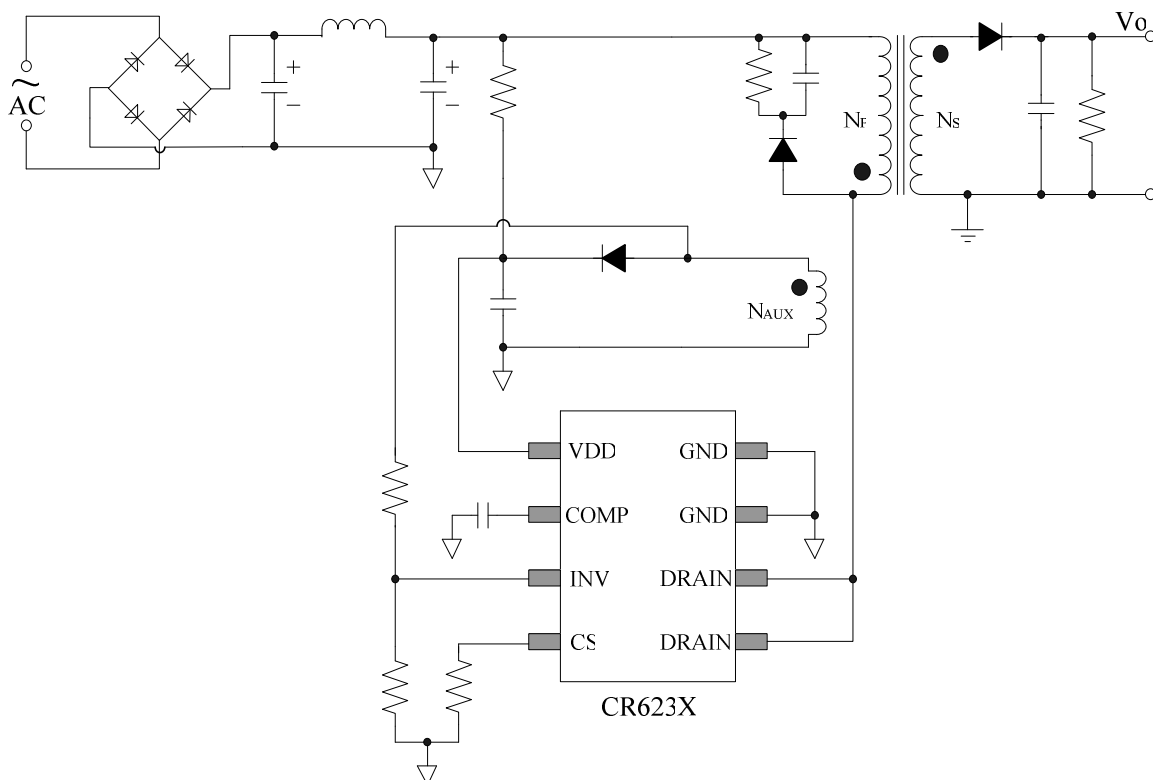 Vo
~
AC
+
−
+
−
NP
NS
NAUX
VDD
GND
COMP
GND
INV
DRAIN
CS
DRAIN
CR623X